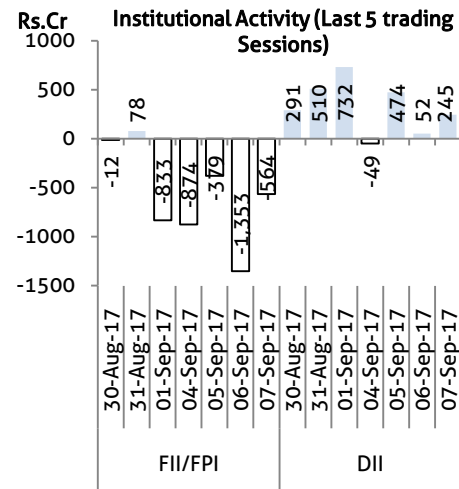 Rs.Cr
Institutional Activity (Last 5 trading
Sessions)
1000
500
0
-500
-1000
-1500
-12
78
-833
-874
-379
-1,353
-564
291
510
732
-49
474
52
245
30-Aug-17
31-Aug-17
01-Sep-17
04-Sep-17
05-Sep-17
06-Sep-17
07-Sep-17
30-Aug-17
31-Aug-17
01-Sep-17
04-Sep-17
05-Sep-17
06-Sep-17
07-Sep-17
FII/FPI
DII